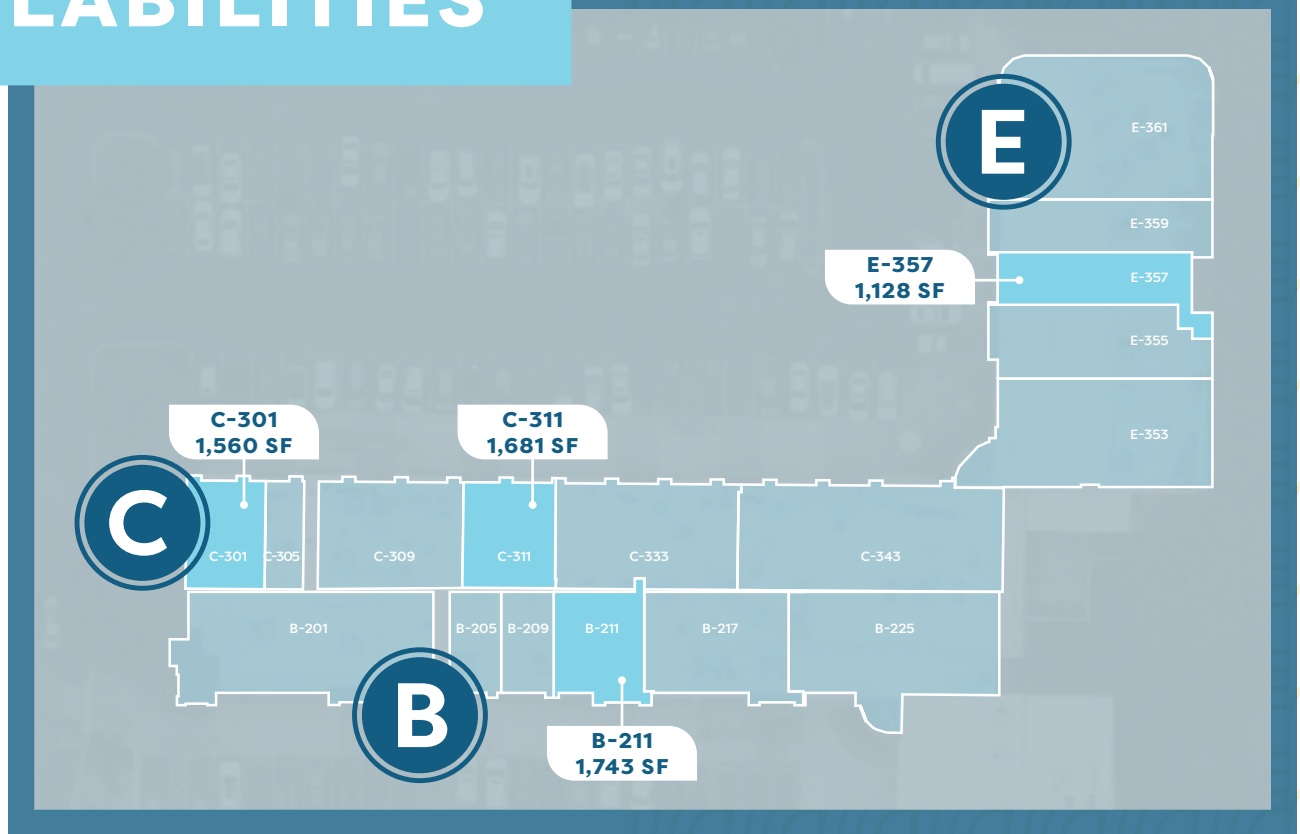 LABILITIES
E
E-361
E-359
E-357
1,128 SF
E-357
E-355
E-353
C-301
1,560 SF
C-311
1,681 SF
C
C-301
C-305
C-309
C-311
C-333
C-343
B-201
B-205
B-209
B-211
B-217
B-225
B
B-211
1,743 SF